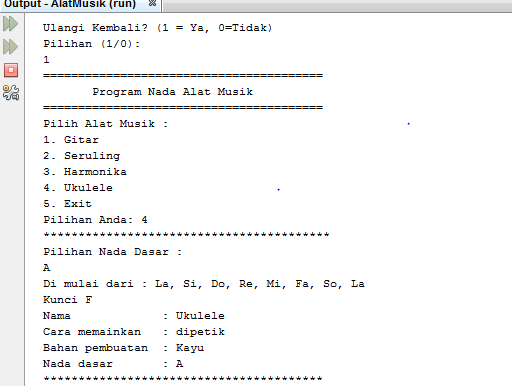 Output - AlatMusik (run)
Ulangi Kembali? (1 = Ya, 0=Tidak)
Pilihan (1/0):
1
========================================
Program Nada Alat Musik
========================================
Pilih Alat Musik :
1. Gitar
2. Seruling
3. Harmonika
4. Ukulele
5. Exit
Pilihan Anda: 4
*****************************************
Pilihan Nada Dasar :
A
Di mulai dari : La, Si, Do, Re, Mi, Fa, So, La
Kunci F
Nama : Ukulele
Cara memainkan : dipetik
Bahan pembuatan : Kayu
Nada dasar : A
****************************************